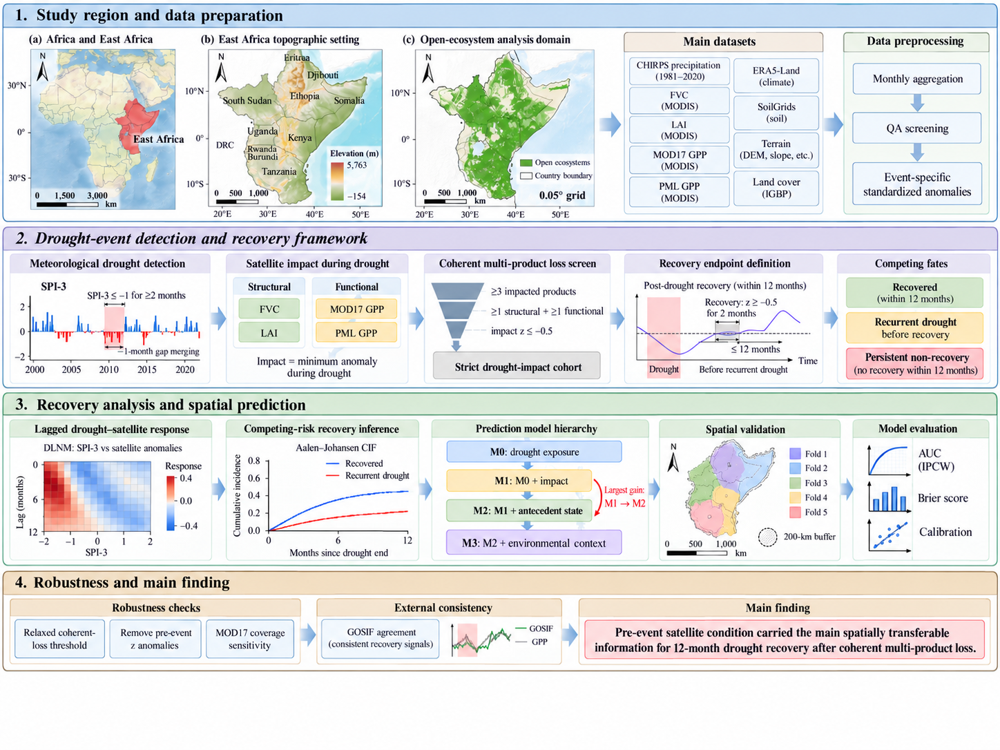 1. Study region and data preparation
(a) Africa and East Africa
N
30°N
0°
30°S
East Africa
0 1,500 3,000
km
(b) East Africa topographic setting
N
Eritrea
Djibouti
10°N
South Sudan
Ethopia
Somalia
Uganda
0°
Kenya
DRC
Rwanda
Burundi
Tanzania
Elevation (m)
5,763
−154
10°S
0 500 1,000
km
20°E 30°E 40°E 50°E
(c) Open-ecosystem analysis domain
N
10°N
0°
10°S
Open ecosystems
Country boundary
0.05° grid
0 500 1,000
km
20°E 30°E 40°E 50°E
Main datasets
CHIRPS precipitation
(1981–2020)
FVC
(MODIS)
LAI
(MODIS)
MOD17 GPP
(MODIS)
PML GPP
(MODIS)
ERA5-Land
(climate)
SoilGrids
(soil)
Terrain
(DEM, slope, etc.)
Land cover
(IGBP)
Data preprocessing
Monthly aggregation
QA screening
Event-specific
standardized anomalies
2. Drought-event detection and recovery framework
Meteorological drought detection
SPI-3
SPI-3 ≤ −1 for ≥2 months
2
0
−2
−1-month gap merging
2000 2005 2010 2015 2020
Satellite impact during drought
Structural
FVC
LAI
Functional
MOD17 GPP
PML GPP
Impact = minimum anomaly
during drought
Coherent multi-product loss screen
≥3 impacted products
≥1 structural + ≥1 functional
impact z ≤ −0.5
Strict drought-impact cohort
Recovery endpoint definition
Post-drought recovery (within 12 months)
Recovery: z ≥ −0.5
for 2 months
≤ 12 months
Time
Drought
Before recurrent drought
Competing fates
Recovered
(within 12 months)
Recurrent drought
before recovery
Persistent non-recovery
(no recovery within 12 months)
3. Recovery analysis and spatial prediction
Lagged drought–satellite response
DLNM: SPI-3 vs satellite anomalies
Lag (months)
0
6
12
−2 −1 0 1 2
SPI-3
Response
0.4
0.0
−0.4
Competing-risk recovery inference
Aalen–Johansen CIF
Cumulative incidence
0.8
0.6
0.4
0.2
0.0
Recovered
Recurrent drought
0 6 12
Months since drought end
Prediction model hierarchy
M0: drought exposure
M1: M0 + impact
M2: M1 + antecedent state
M3: M2 + environmental context
Largest gain:
M1 → M2
Spatial validation
N
Fold 1
Fold 2
Fold 3
Fold 4
Fold 5
200-km buffer
0 500 1,000
km
Model evaluation
AUC
(IPCW)
Brier score
Calibration
4. Robustness and main finding
Robustness checks
Relaxed coherent-
loss threshold
Remove pre-event
z anomalies
MOD17 coverage
sensitivity
External consistency
GOSIF agreement
(consistent recovery signals)
GOSIF
GPP
Main finding
Pre-event satellite condition carried the main spatially transferable
information for 12-month drought recovery after coherent multi-product loss.